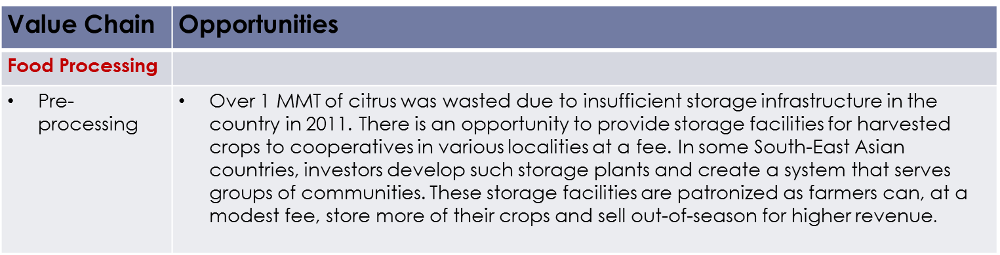 Value Chain
Opportunities
Food Processing
• Pre-
processing
• Over 1 MMT of citrus was wasted due to insufficient storage infrastructure in the
country in 2011. There is an opportunity to provide storage facilities for harvested
crops to cooperatives in various localities at a fee. In some South-East Asian
countries, investors develop such storage plants and create a system that serves
groups of communities. These storage facilities are patronized as farmers can, at a
modest fee, store more of their crops and sell out-of-season for higher revenue.